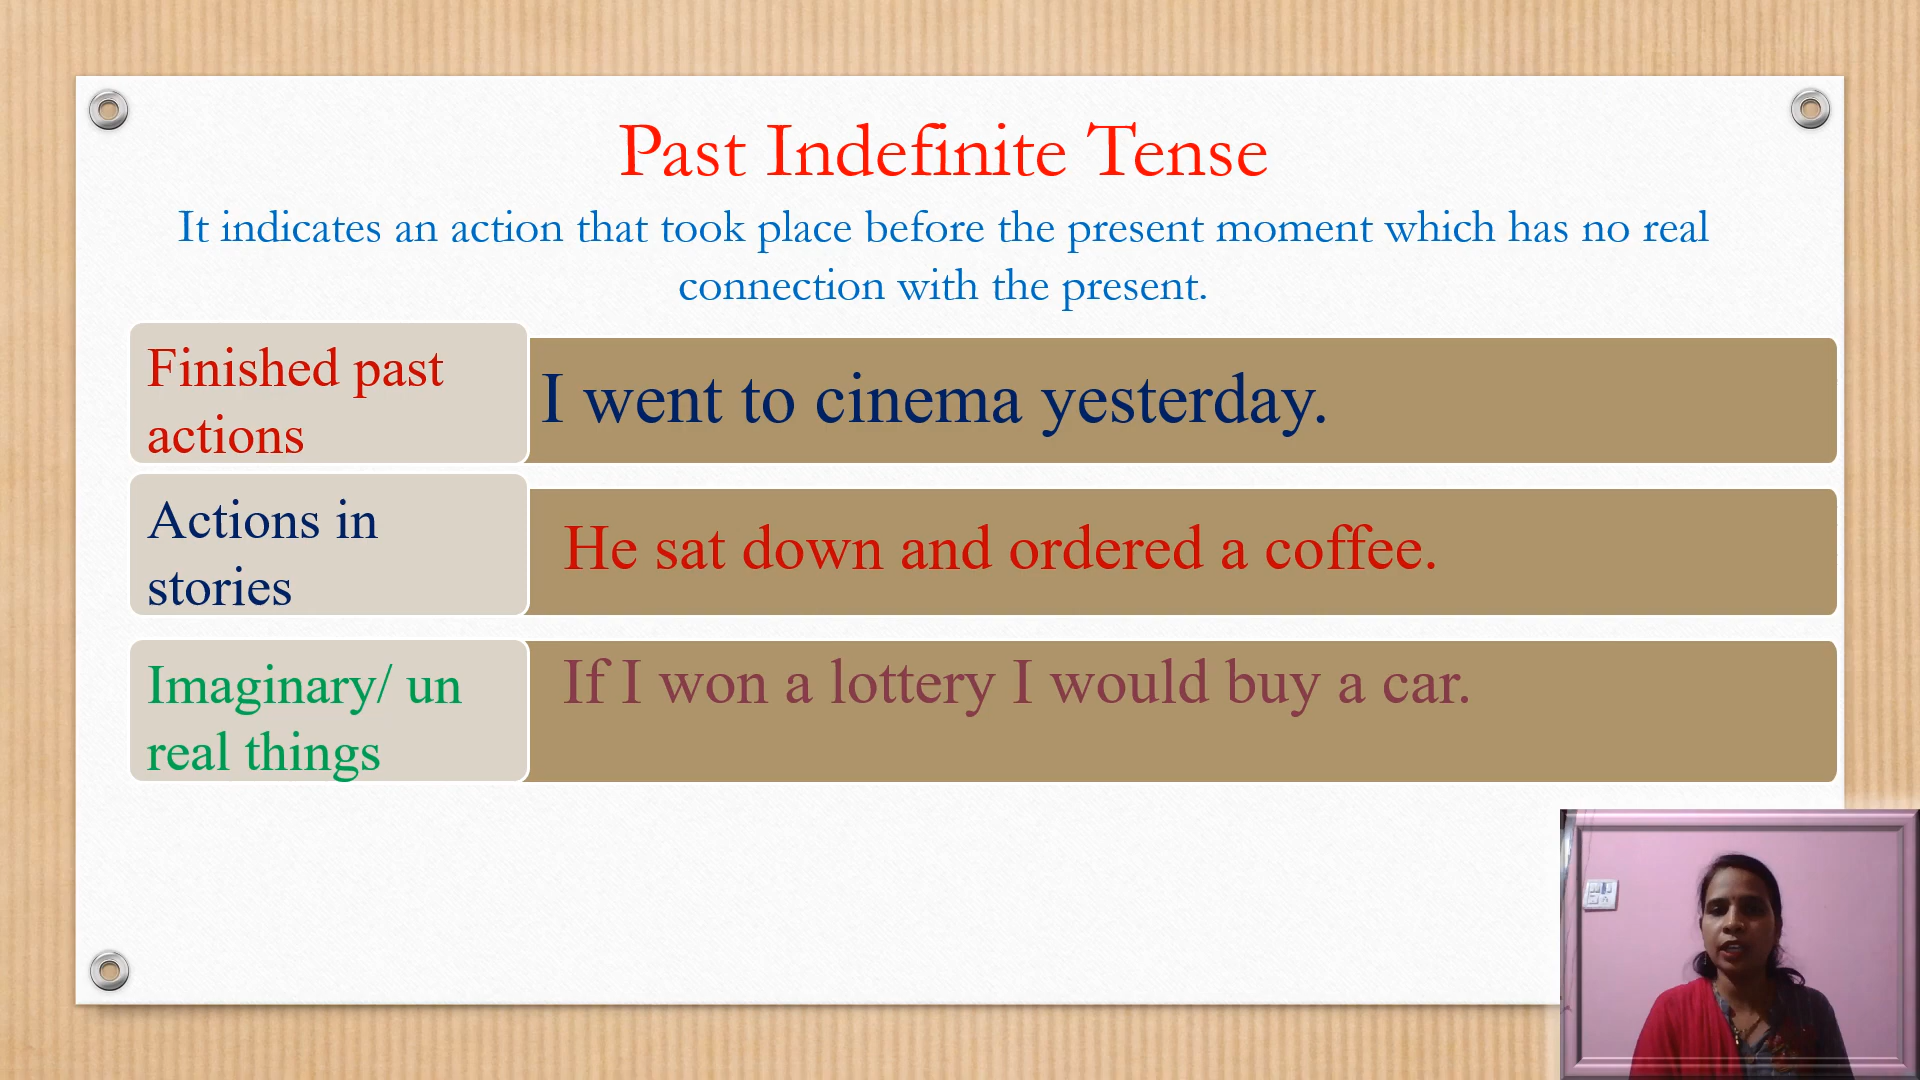 Past Indefinite Tense
It indicates an action that took place before the present moment which has no real
connection with the present.
Finished past
actions
I went to cinema yesterday.
Actions in
stories
He sat down and ordered a coffee.
Imaginary/ un
real things
If I won a lottery I would buy a car.